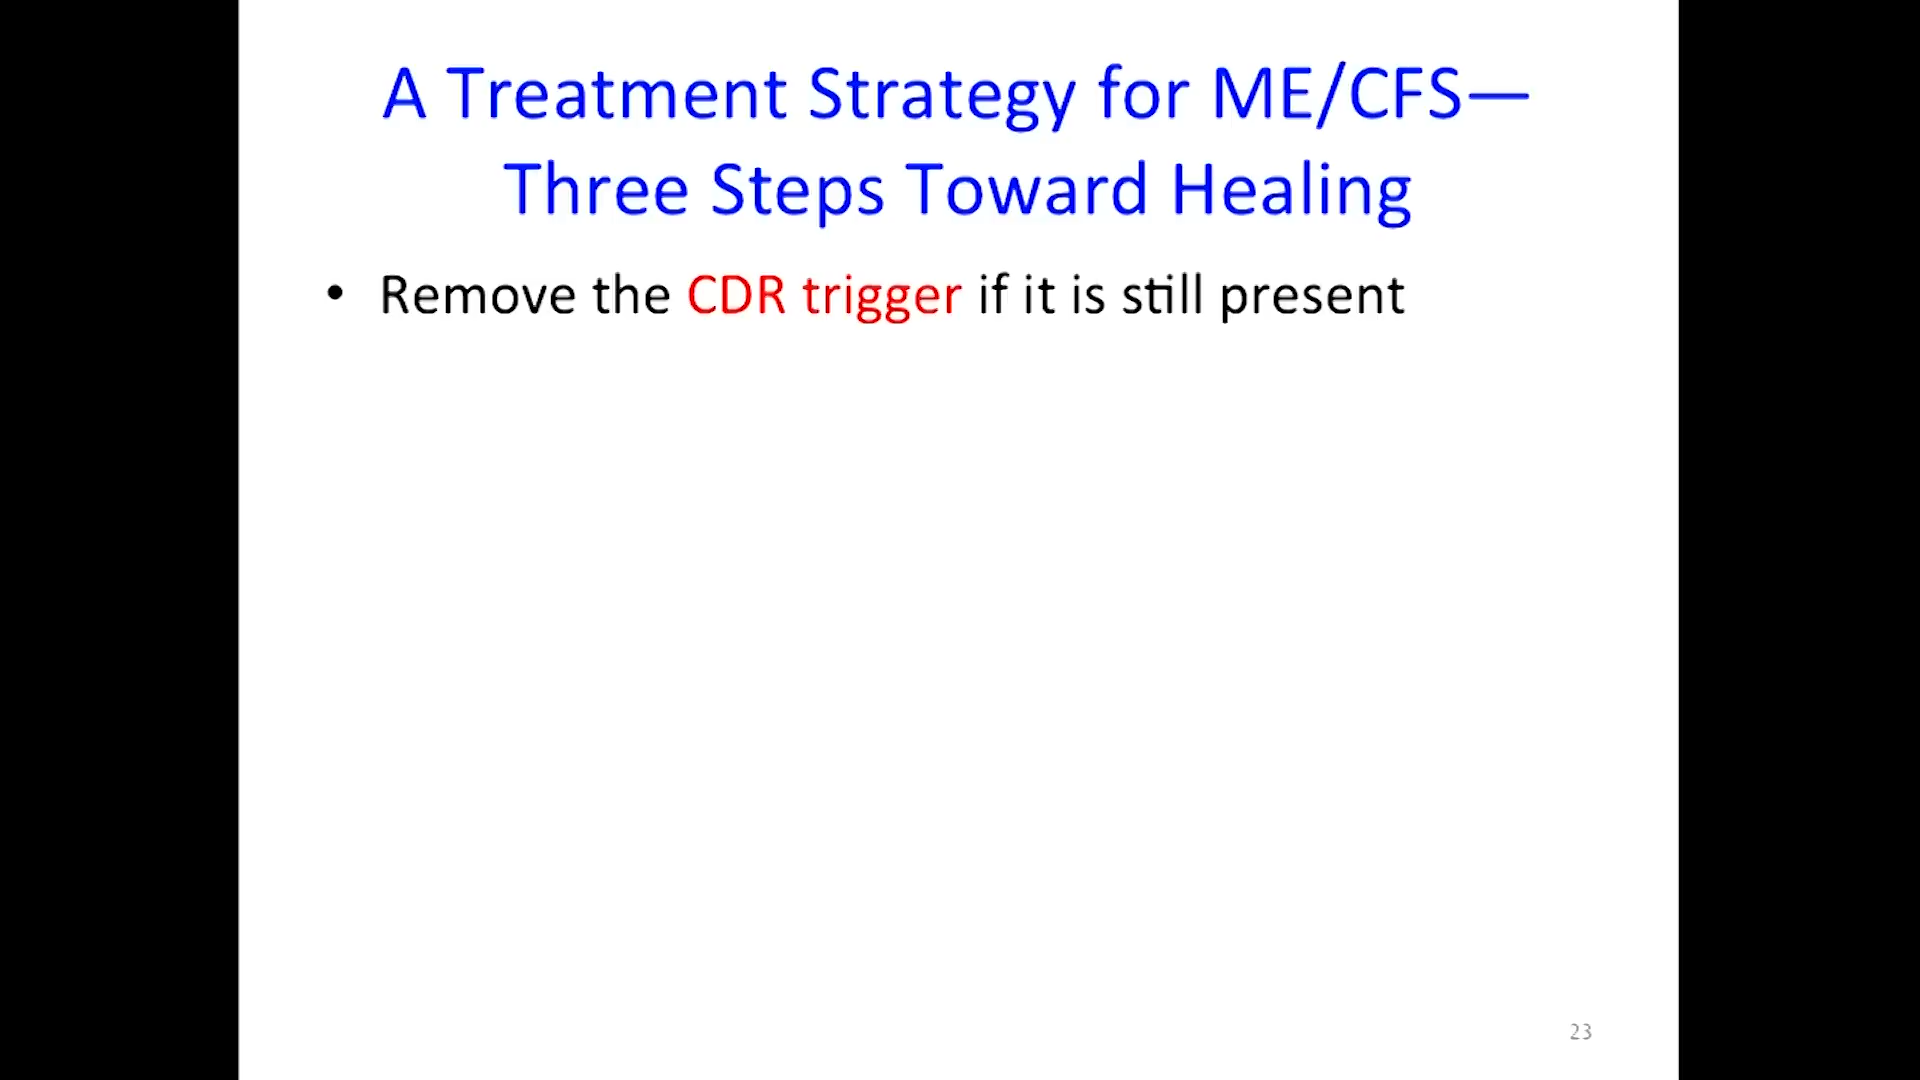 A Treatment Strategy for ME/CFS—
Three Steps Toward Healing
• Remove the CDR trigger if it is still present
23